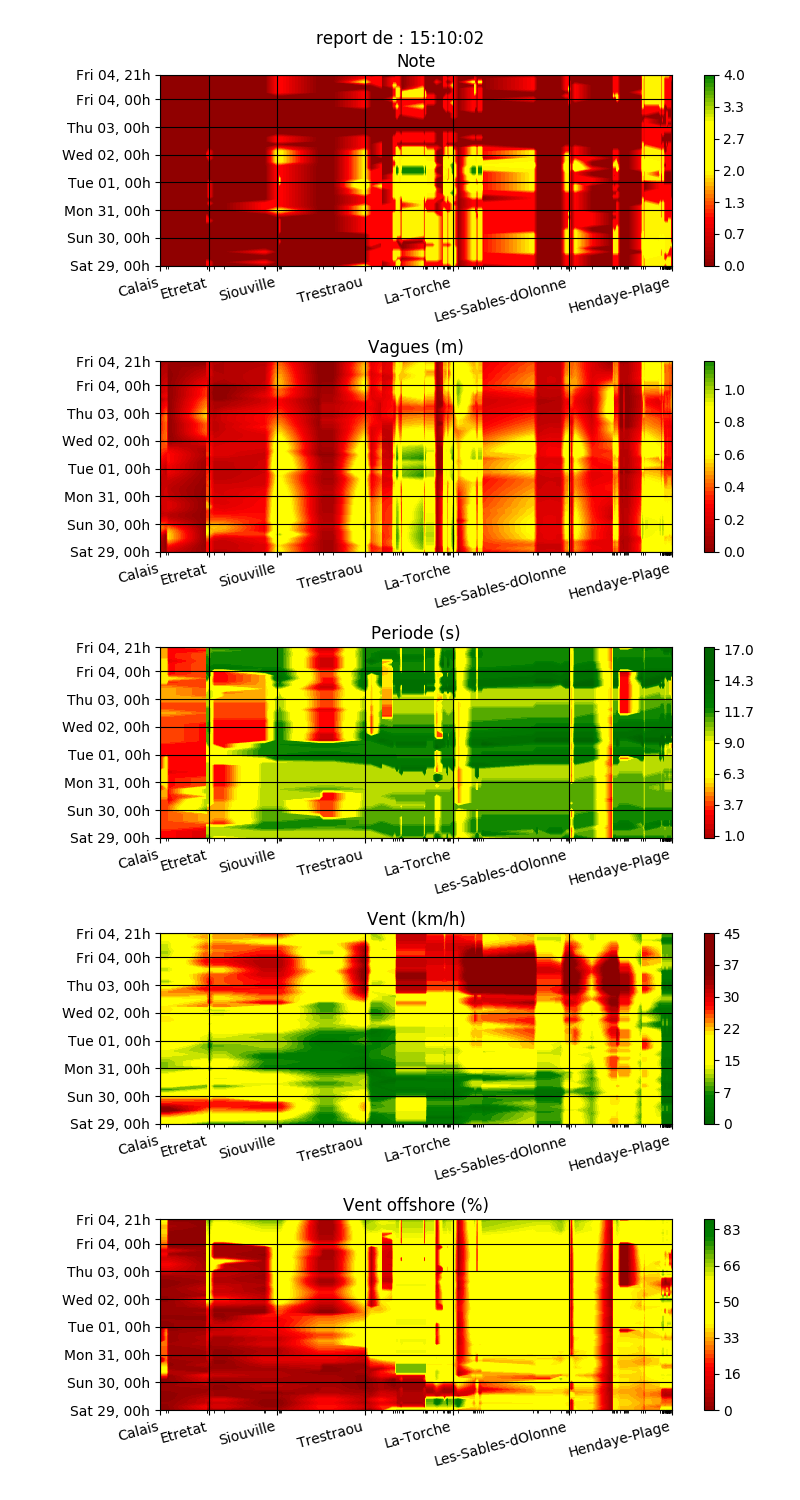 report de : 15:10:02
Note
Fri 04, 21h
Fri 04, 00h
Thu 03, 00h
Wed 02, 00h
Tue 01, 00h
Mon 31, 00h
Sun 30, 00h
Sat 29, 00h
Calais
Etretat
Siouville
Trestraou
La-Torche
Les-Sables-dOlonne
Hendaye-Plage
4.0
3.3
2.7
2.0
1.3
0.7
0.0
Vagues (m)
Fri 04, 21h
Fri 04, 00h
Thu 03, 00h
Wed 02, 00h
Tue 01, 00h
Mon 31, 00h
Sun 30, 00h
Sat 29, 00h
Calais
Etretat
Siouville
Trestraou
La-Torche
Les-Sables-dOlonne
Hendaye-Plage
1.0
0.8
0.6
0.4
0.2
0.0
Periode (s)
Fri 04, 21h
Fri 04, 00h
Thu 03, 00h
Wed 02, 00h
Tue 01, 00h
Mon 31, 00h
Sun 30, 00h
Sat 29, 00h
Calais
Etretat
Siouville
Trestraou
La-Torche
Les-Sables-dOlonne
Hendaye-Plage
17.0
14.3
11.7
9.0
6.3
3.7
1.0
Vent (km/h)
Fri 04, 21h
Fri 04, 00h
Thu 03, 00h
Wed 02, 00h
Tue 01, 00h
Mon 31, 00h
Sun 30, 00h
Sat 29, 00h
Calais
Etretat
Siouville
Trestraou
La-Torche
Les-Sables-dOlonne
Hendaye-Plage
45
37
30
22
15
7
0
Vent offshore (%)
Fri 04, 21h
Fri 04, 00h
Thu 03, 00h
Wed 02, 00h
Tue 01, 00h
Mon 31, 00h
Sun 30, 00h
Sat 29, 00h
Calais
Etretat
Siouville
Trestraou
La-Torche
Les-Sables-dOlonne
Hendaye-Plage
83
66
50
33
16
0